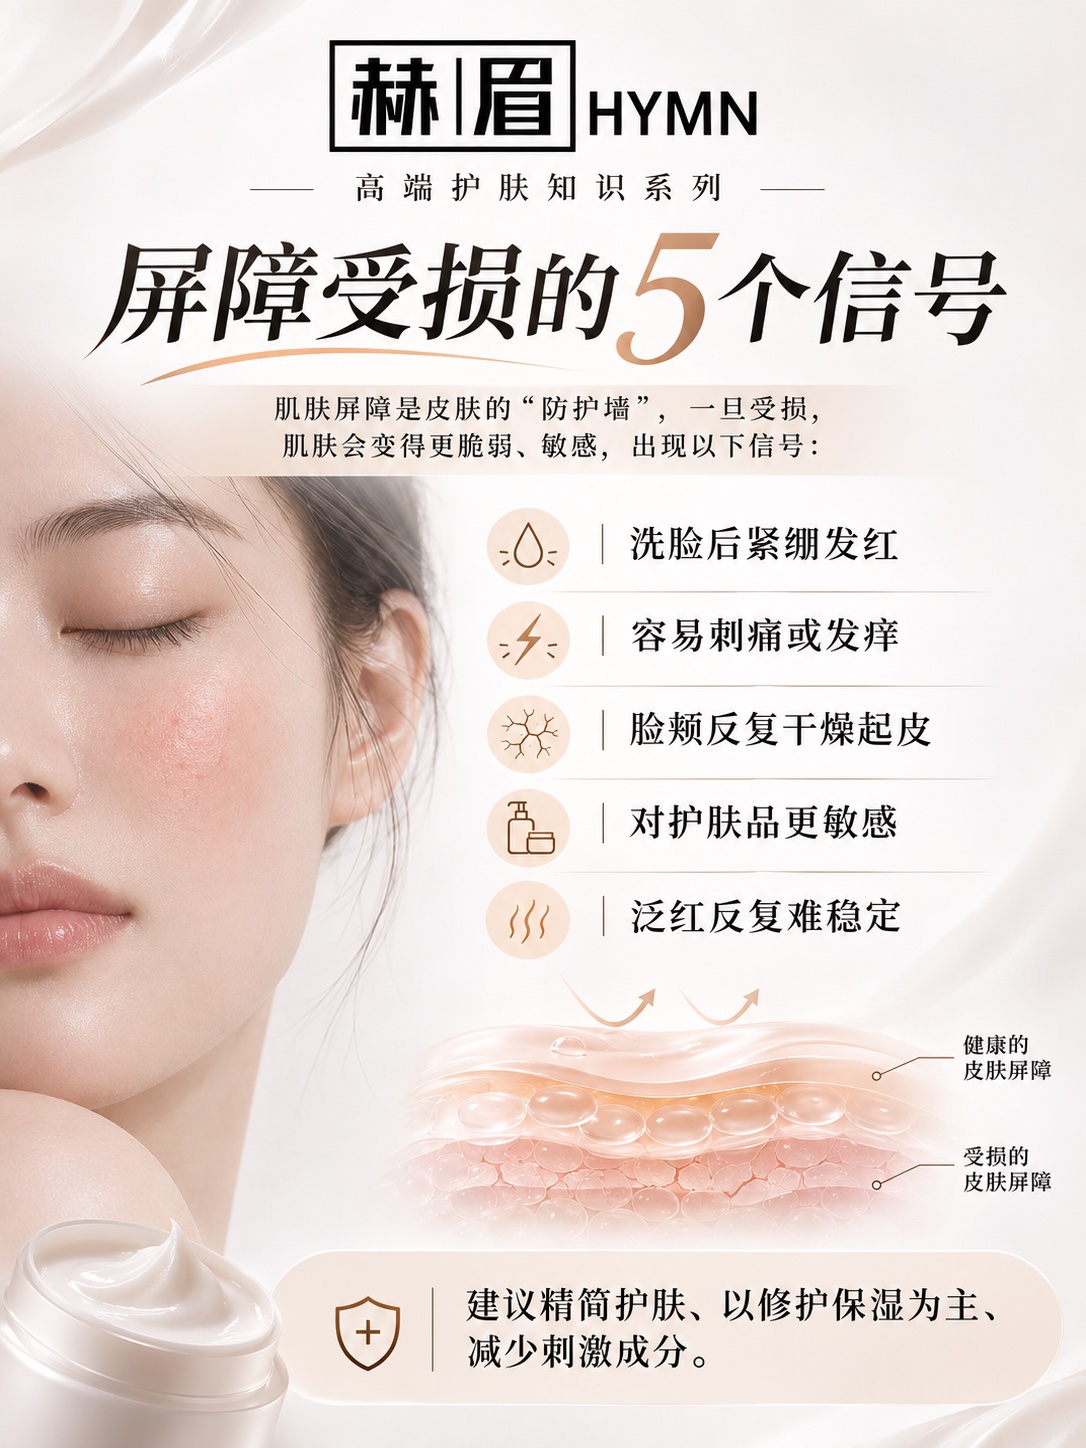 赫眉HYMN
高端护肤知识系列
屏障受损的5个信号
肌肤屏障是皮肤的“防护墙”，一旦受损，
肌肤会变得更脆弱、敏感，出现以下信号：
洗脸后紧绷发红
容易刺痛或发痒
脸颊反复干燥起皮
对护肤品更敏感
泛红反复难稳定
健康的
皮肤屏障
受损的
皮肤屏障
建议精简护肤、以修护保湿为主、
减少刺激成分。